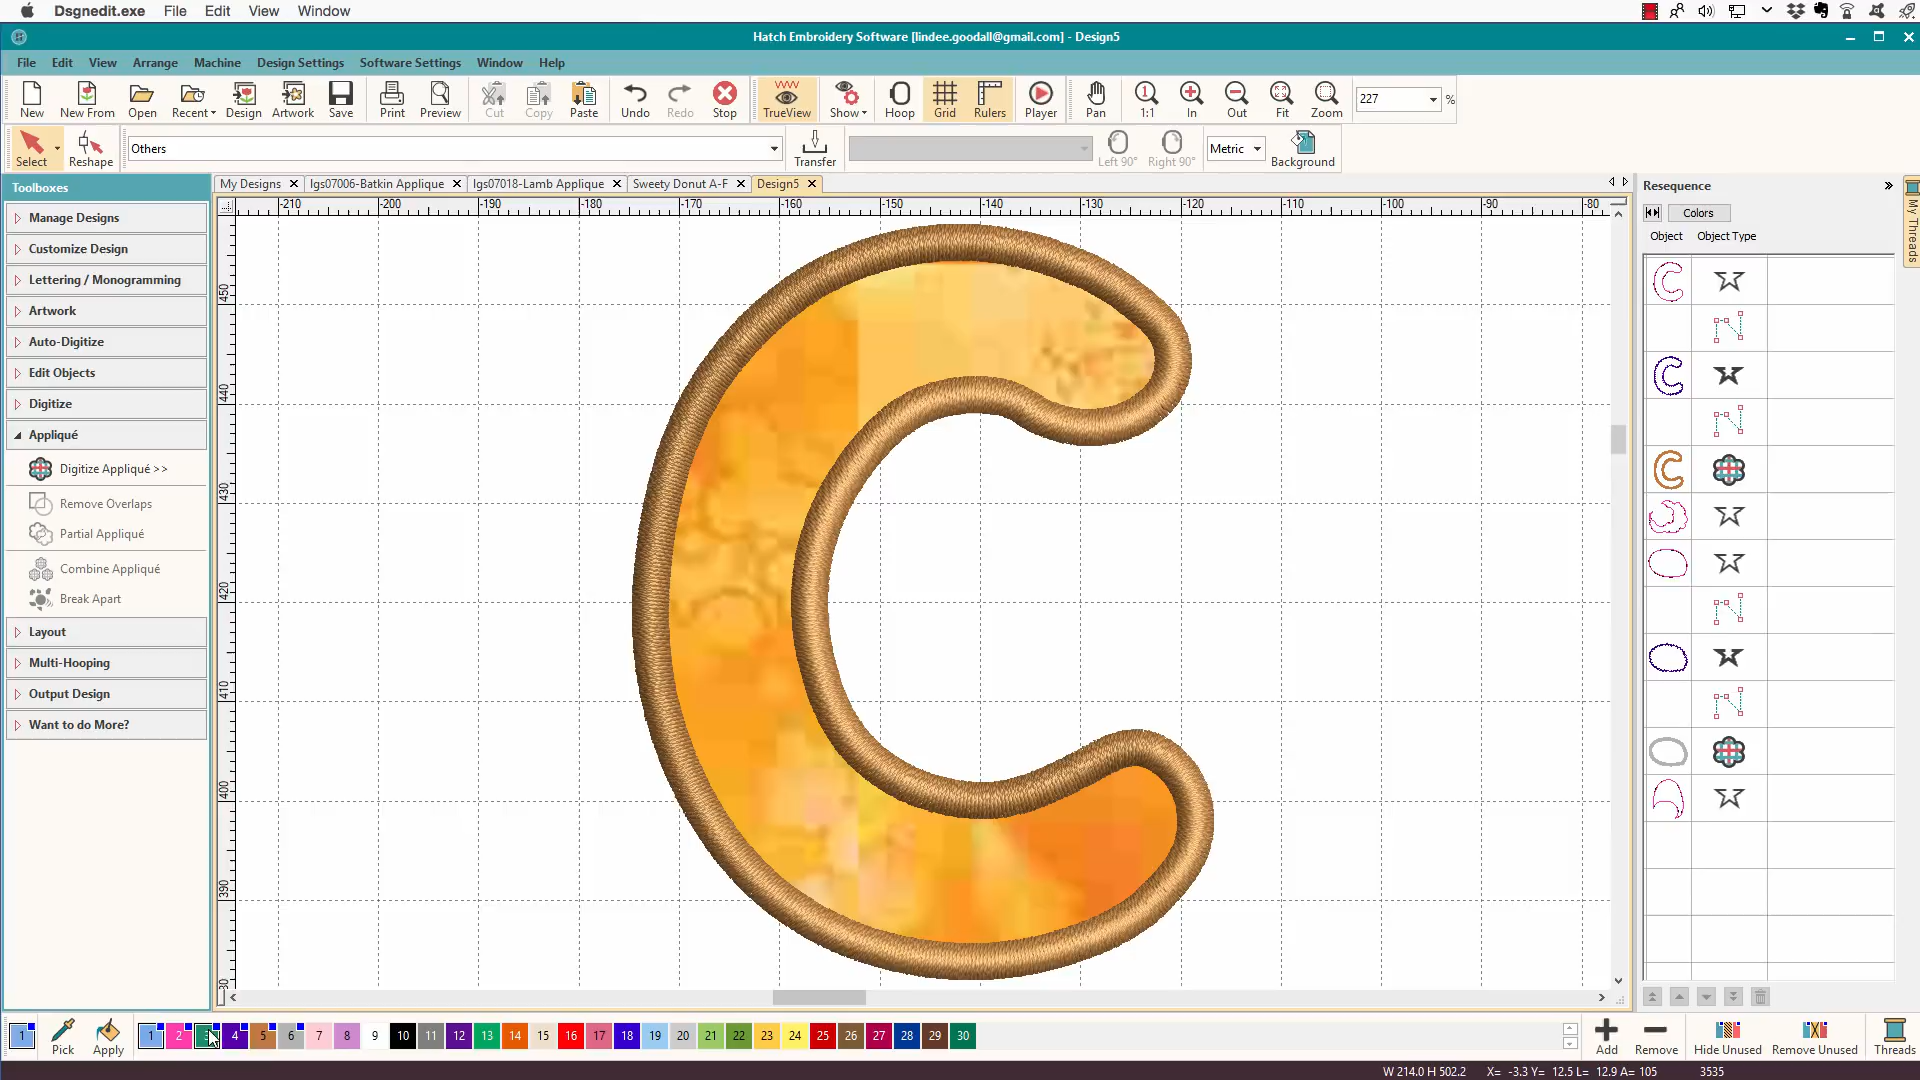 Dsgnedit.exe File Edit View Window
Hatch Embroidery Software [lindee.goodall@gmail.com] - Design5
File Edit View Arrange Machine Design Settings Software Settings Window Help
New New From Open Recent Design Artwork Save Print Preview Cut Copy Paste Undo Redo Stop TrueView Show Hoop Grid Rulers Player Pan 1:1 In Out Fit Zoom 227 %
Select Reshape Others Transfer Left 90° Right 90° Metric Background
Toolboxes
My Designs lgs07006-Batkin Applique lgs07018-Lamb Applique Sweety Donut A-F Design5
Resequence
My Threads
-210 -200 -190 -180 -170 -160 -150 -140 -130 -120 -110 -100 -90 -80
Colors
Object Object Type
Manage Designs
Customize Design
Lettering / Monogramming
Artwork
Auto-Digitize
Edit Objects
Digitize
Appliqué
Digitize Appliqué >>
Remove Overlaps
Partial Appliqué
Combine Appliqué
Break Apart
Layout
Multi-Hooping
Output Design
Want to do More?
450
440
430
420
410
400
390
1 Pick Apply 1 2 3 4 5 6 7 8 9 10 11 12 13 14 15 16 17 18 19 20 21 22 23 24 25 26 27 28 29 30 Add Remove Hide Unused Remove Unused Threads
W 214.0 H 502.2 X= -3.3 Y= 12.5 L= 12.9 A= 105 3535